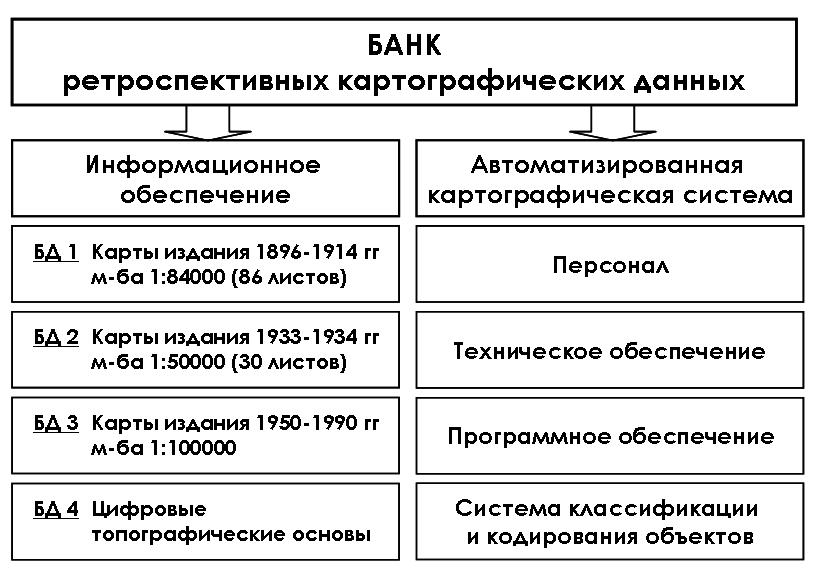 БАНК
ретроспективных картографических данных
Информационное
обеспечение
Автоматизированная
картографическая система
БД 1 Карты издания 1896-1914 гг
м-ба 1:84000 (86 листов)
Персонал
БД 2 Карты издания 1933-1934 гг
м-ба 1:50000 (30 листов)
Техническое обеспечение
БД 3 Карты издания 1950-1990 гг
м-ба 1:100000
Программное обеспечение
БД 4 Цифровые
топографические основы
Система классификации
и кодирования объектов